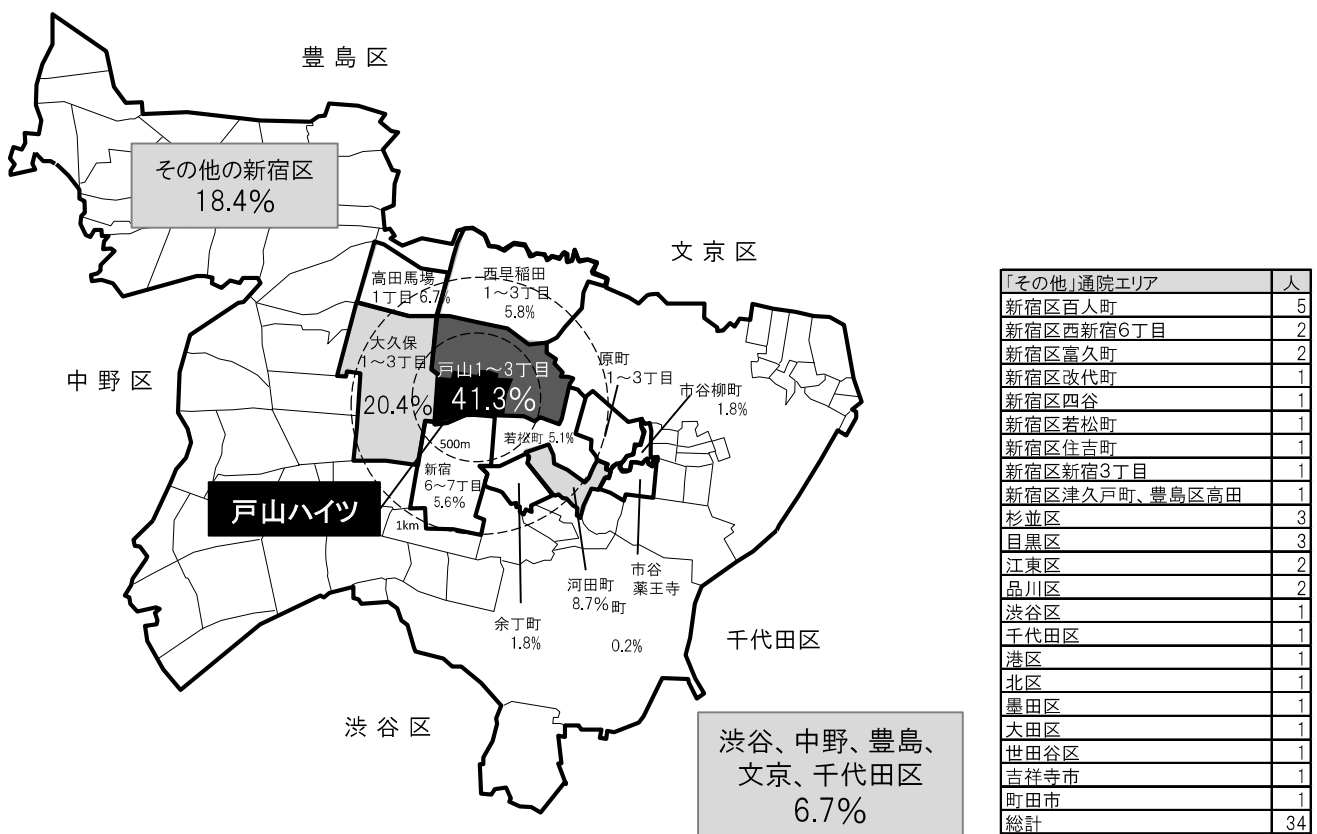 豊島区
その他の新宿区
18.4%
文京区
高田馬場
1丁目 6.7%
西早稲田
1～3丁目
5.8%
大久保
1～3丁目
20.4%
戸山1～3丁目
41.3%
原町
1～3丁目
市谷柳町
1.8%
中野区
500m
若松町 5.1%
新宿
6～7丁目
5.6%
戸山ハイツ
1km
市谷
薬王寺
町
0.2%
河田町
8.7%
余丁町
1.8%
千代田区
渋谷区
渋谷、中野、豊島、
文京、千代田区
6.7%
「その他」通院エリア 人
新宿区百人町 5
新宿区西新宿6丁目 2
新宿区富久町 2
新宿区改代町 1
新宿区四谷 1
新宿区若松町 1
新宿区住吉町 1
新宿区新宿3丁目 1
新宿区津久戸町、豊島区高田 1
杉並区 3
目黒区 3
江東区 2
品川区 2
渋谷区 1
千代田区 1
港区 1
北区 1
墨田区 1
大田区 1
世田谷区 1
吉祥寺市 1
町田市 1
総計 34